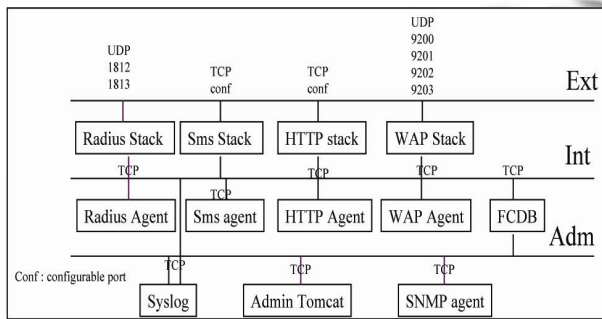 UDP
1812
1813
TCP
conf
TCP
conf
UDP
9200
9201
9202
9203
Ext
Radius Stack
Sms Stack
HTTP stack
WAP Stack
Int
TCP
TCP
TCP
TCP
TCP
Radius Agent
Sms agent
HTTP Agent
WAP Agent
FCDB
Adm
Conf : configurable port
TCP
TCP
TCP
Syslog
Admin Tomcat
SNMP agent